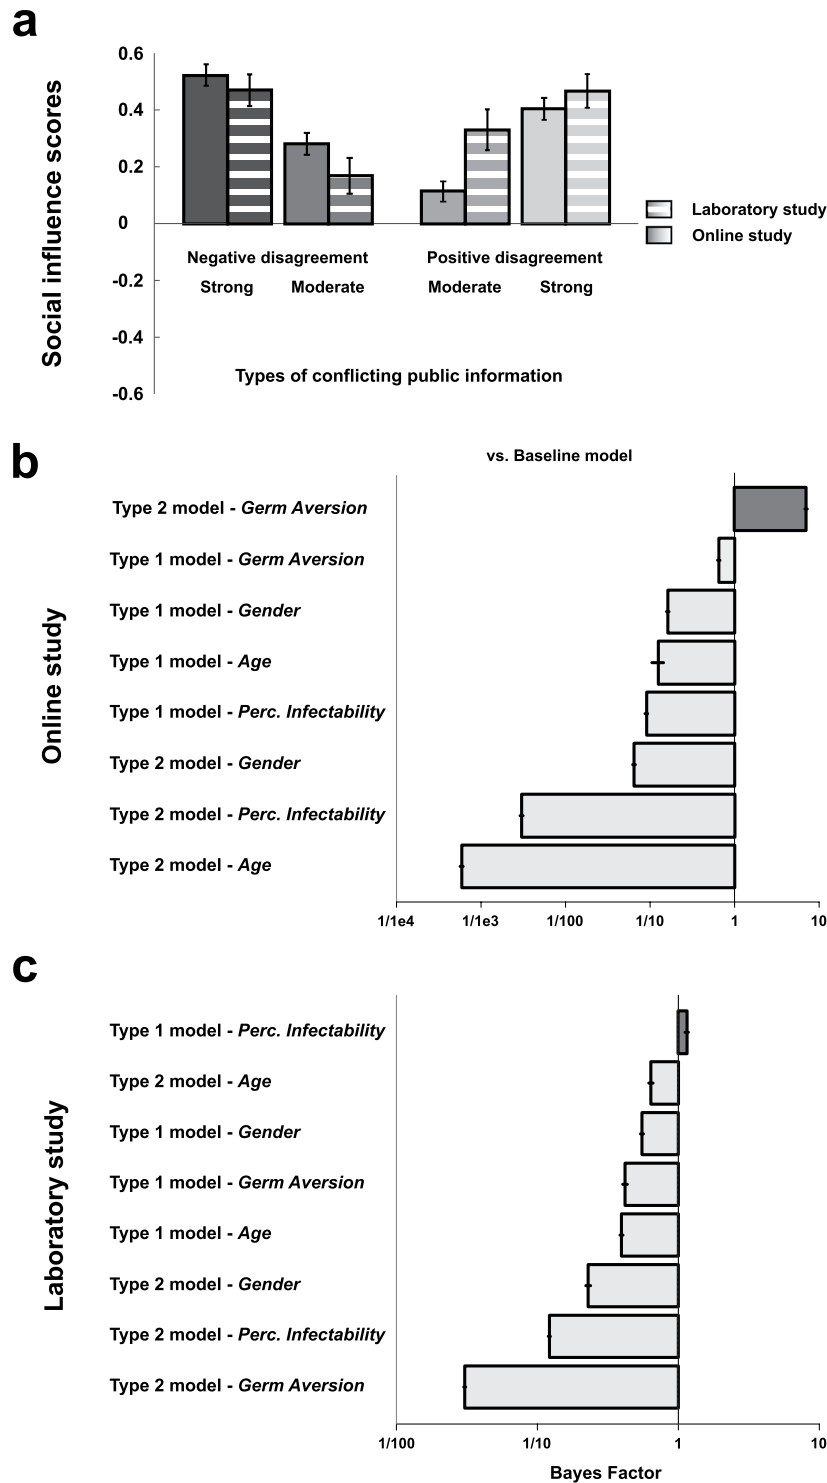 a
Social influence scores
0.6
0.4
0.2
0
-0.2
-0.4
-0.6
Negative disagreement
Positive disagreement
Strong
Moderate
Moderate
Strong
Types of conflicting public information
Laboratory study
Online study
b
vs. Baseline model
Online study
Type 2 model - Germ Aversion
Type 1 model - Germ Aversion
Type 1 model - Gender
Type 1 model - Age
Type 1 model - Perc. Infectability
Type 2 model - Gender
Type 2 model - Perc. Infectability
Type 2 model - Age
1/1e4
1/1e3
1/100
1/10
1
10
c
Laboratory study
Type 1 model - Perc. Infectability
Type 2 model - Age
Type 1 model - Gender
Type 1 model - Germ Aversion
Type 1 model - Age
Type 2 model - Gender
Type 2 model - Perc. Infectability
Type 2 model - Germ Aversion
1/100
1/10
1
10
Bayes Factor